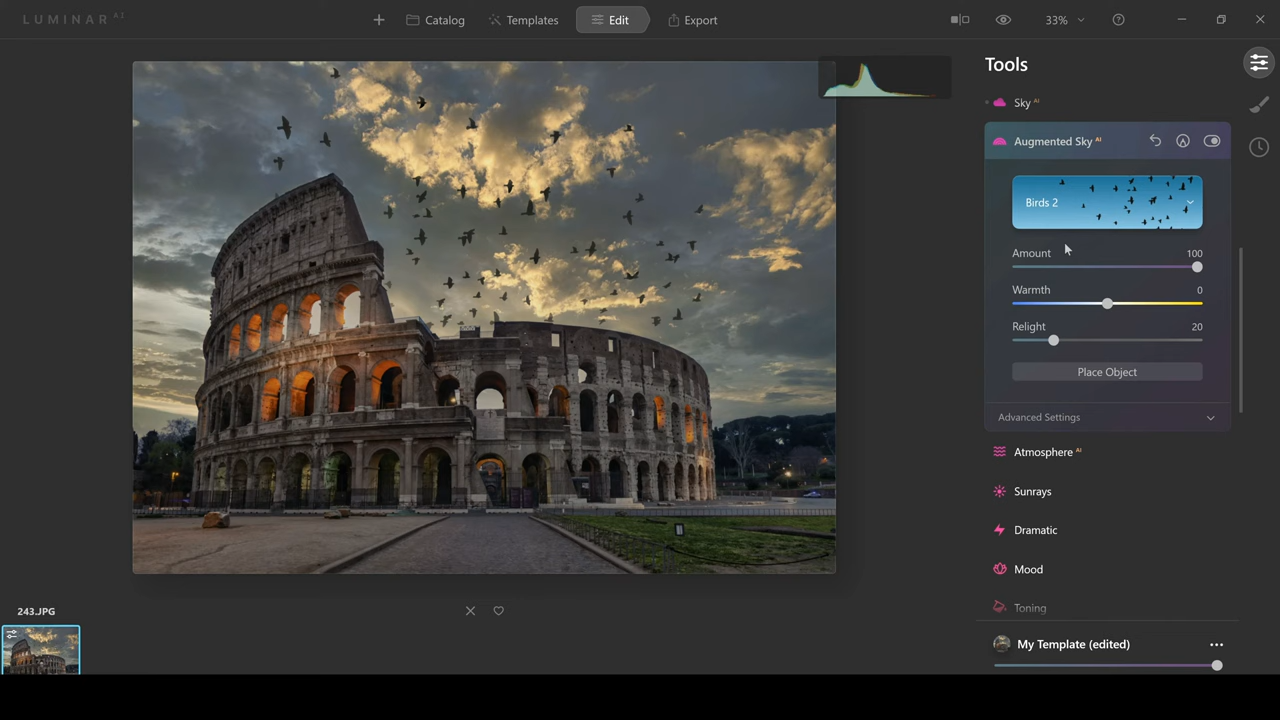 LUMINAR AI
Catalog
Templates
Edit
Export
33%
Tools
Sky AI
Augmented Sky AI
Birds 2
Amount 100
Warmth 0
Relight 20
Place Object
Advanced Settings
Atmosphere AI
Sunrays
Dramatic
Mood
Toning
243.JPG
My Template (edited)